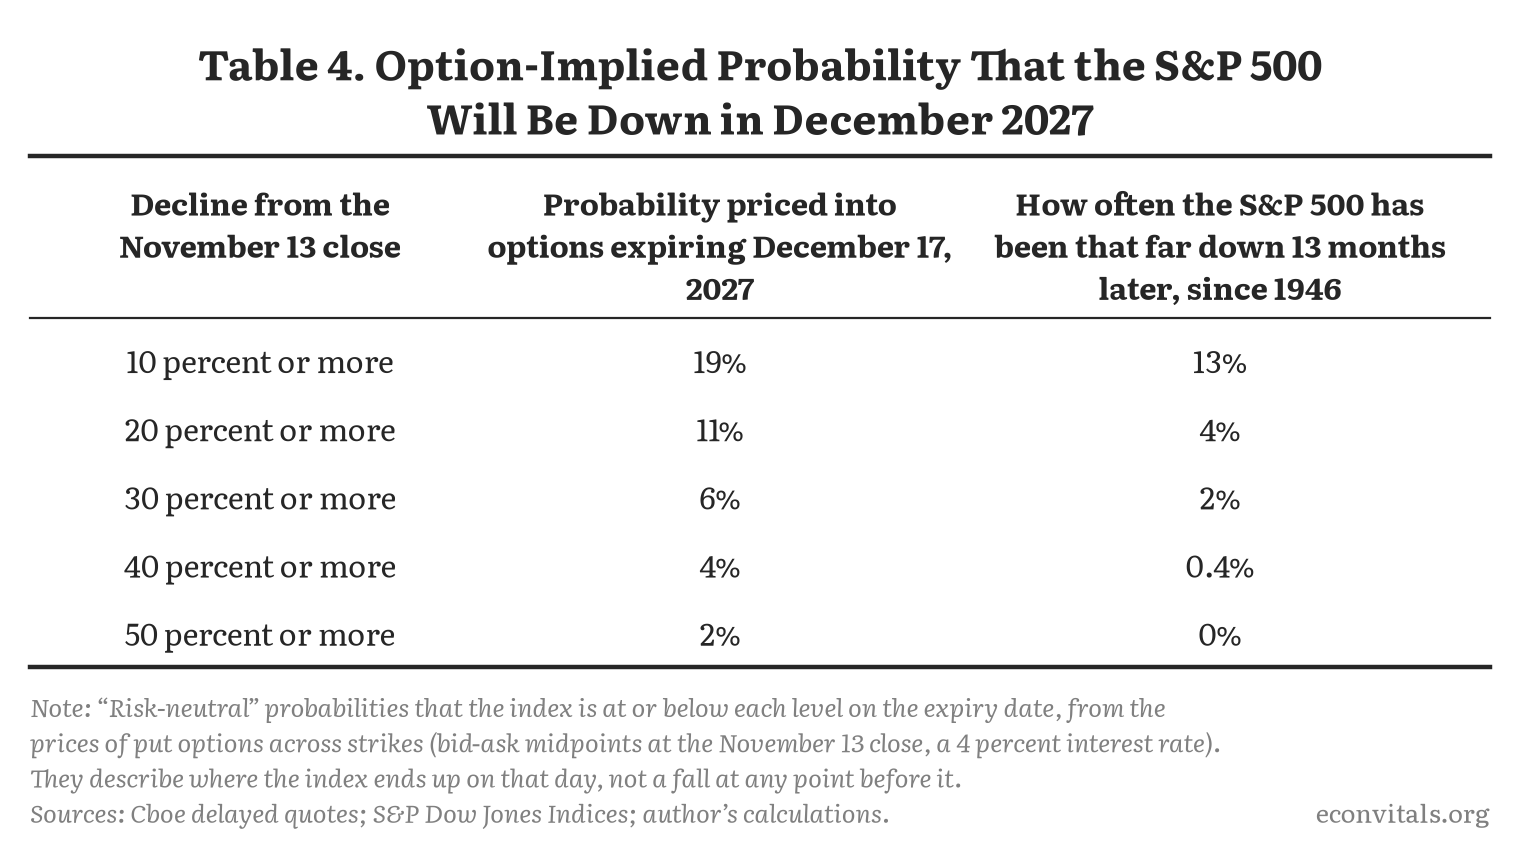 Table 4. Option-Implied Probability That the S&P 500
Will Be Down in December 2027
Decline from the
November 13 close
Probability priced into
options expiring December 17,
2027
How often the S&P 500 has
been that far down 13 months
later, since 1946
10 percent or more 19% 13%
20 percent or more 11% 4%
30 percent or more 6% 2%
40 percent or more 4% 0.4%
50 percent or more 2% 0%
Note: “Risk-neutral” probabilities that the index is at or below each level on the expiry date, from the
prices of put options across strikes (bid-ask midpoints at the November 13 close, a 4 percent interest rate).
They describe where the index ends up on that day, not a fall at any point before it.
Sources: Cboe delayed quotes; S&P Dow Jones Indices; author’s calculations.
econvitals.org